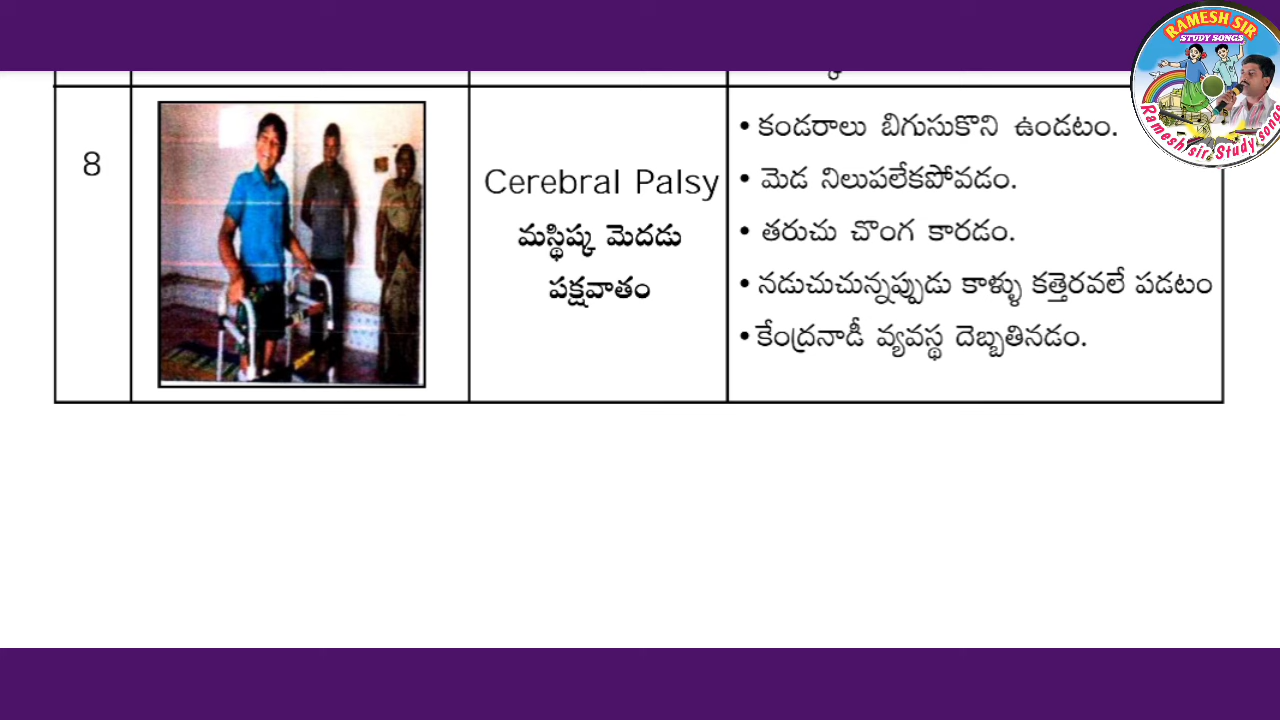 RAMESH SIR
STUDY SONGS
Ramesh sir Study songs
8
Cerebral Palsy
మస్థిష్క మెదడు
పక్షవాతం
• కండరాలు బిగుసుకొని ఉండటం.
• మెడ నిలుపలేకపోవడం.
• తరుచు చొంగ కారడం.
• నడుచుచున్నప్పుడు కాళ్ళు కత్తెరవలే పడటం
• కేంద్రనాడీ వ్యవస్థ దెబ్బతినడం.